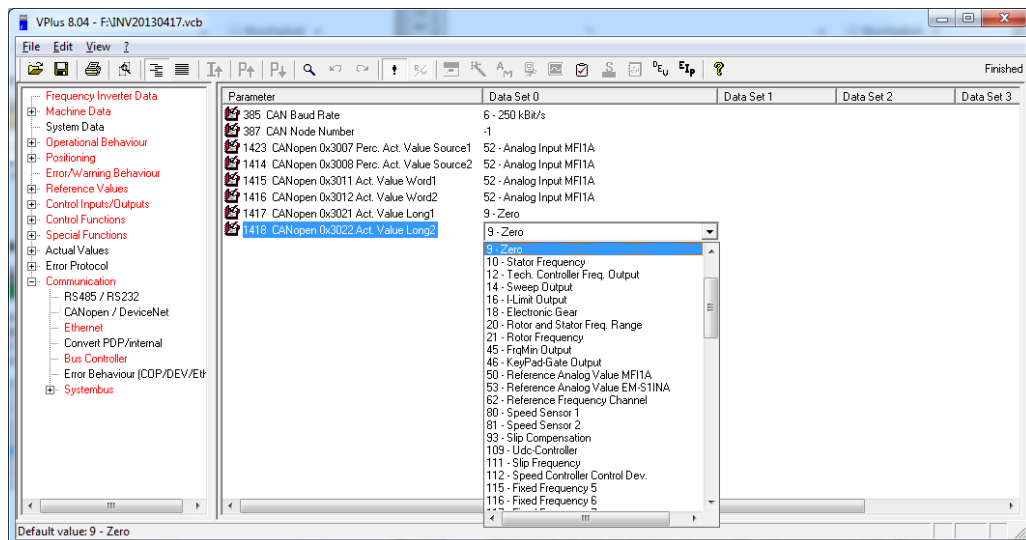 VPlus 8.04 - F:\INV20130417.vcb
File Edit View ?
Finished
Frequency Inverter Data
Machine Data
System Data
Operational Behaviour
Positioning
Error/Warning Behaviour
Reference Values
Control Inputs/Outputs
Control Functions
Special Functions
Actual Values
Error Protocol
Communication
RS485 / RS232
CANopen / DeviceNet
Ethernet
Convert PDP/internal
Bus Controller
Error Behaviour (COP/DEV/Eth
Systembus
Parameter Data Set 0 Data Set 1 Data Set 2 Data Set 3
385 CAN Baud Rate 6 - 250 kBit/s
387 CAN Node Number -1
1423 CANopen 0x3007 Perc. Act. Value Source1 52 - Analog Input MFI1A
1414 CANopen 0x3008 Perc. Act. Value Source2 52 - Analog Input MFI1A
1415 CANopen 0x3011 Act. Value Word1 52 - Analog Input MFI1A
1416 CANopen 0x3012 Act. Value Word2 52 - Analog Input MFI1A
1417 CANopen 0x3021 Act. Value Long1 9 - Zero
1418 CANopen 0x3022 Act. Value Long2 9 - Zero
9 - Zero
10 - Stator Frequency
12 - Tech. Controller Freq. Output
14 - Sweep Output
16 - I-Limit Output
18 - Electronic Gear
20 - Rotor and Stator Freq. Range
21 - Rotor Frequency
45 - FrqMin Output
46 - KeyPad-Gate Output
50 - Reference Analog Value MFI1A
53 - Reference Analog Value EM-S1INA
62 - Reference Frequency Channel
80 - Speed Sensor 1
81 - Speed Sensor 2
93 - Slip Compensation
109 - Udc-Controller
111 - Slip Frequency
112 - Speed Controller Control Dev.
115 - Fixed Frequency 5
116 - Fixed Frequency 6
Default value: 9 - Zero